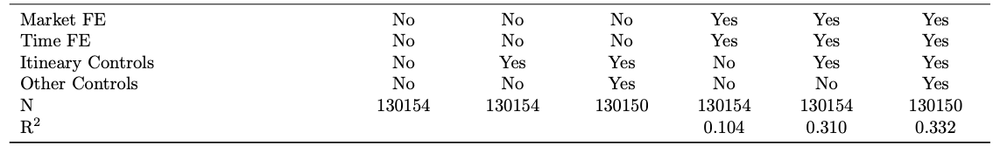 Market FE No No No Yes Yes Yes
Time FE No No No Yes Yes Yes
Itineary Controls No Yes Yes No Yes Yes
Other Controls No No Yes No No Yes
N 130154 130154 130150 130154 130154 130150
R² 0.104 0.310 0.332